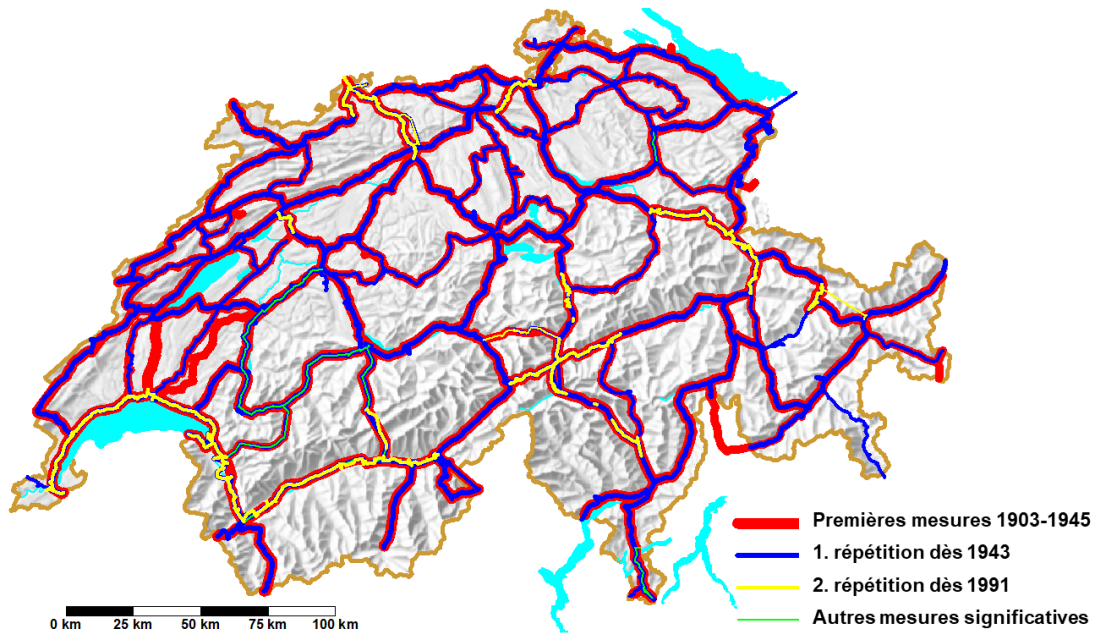 Premières mesures 1903-1945
1. répétition dès 1943
2. répétition dès 1991
Autres mesures significatives
0 km 25 km 50 km 75 km 100 km